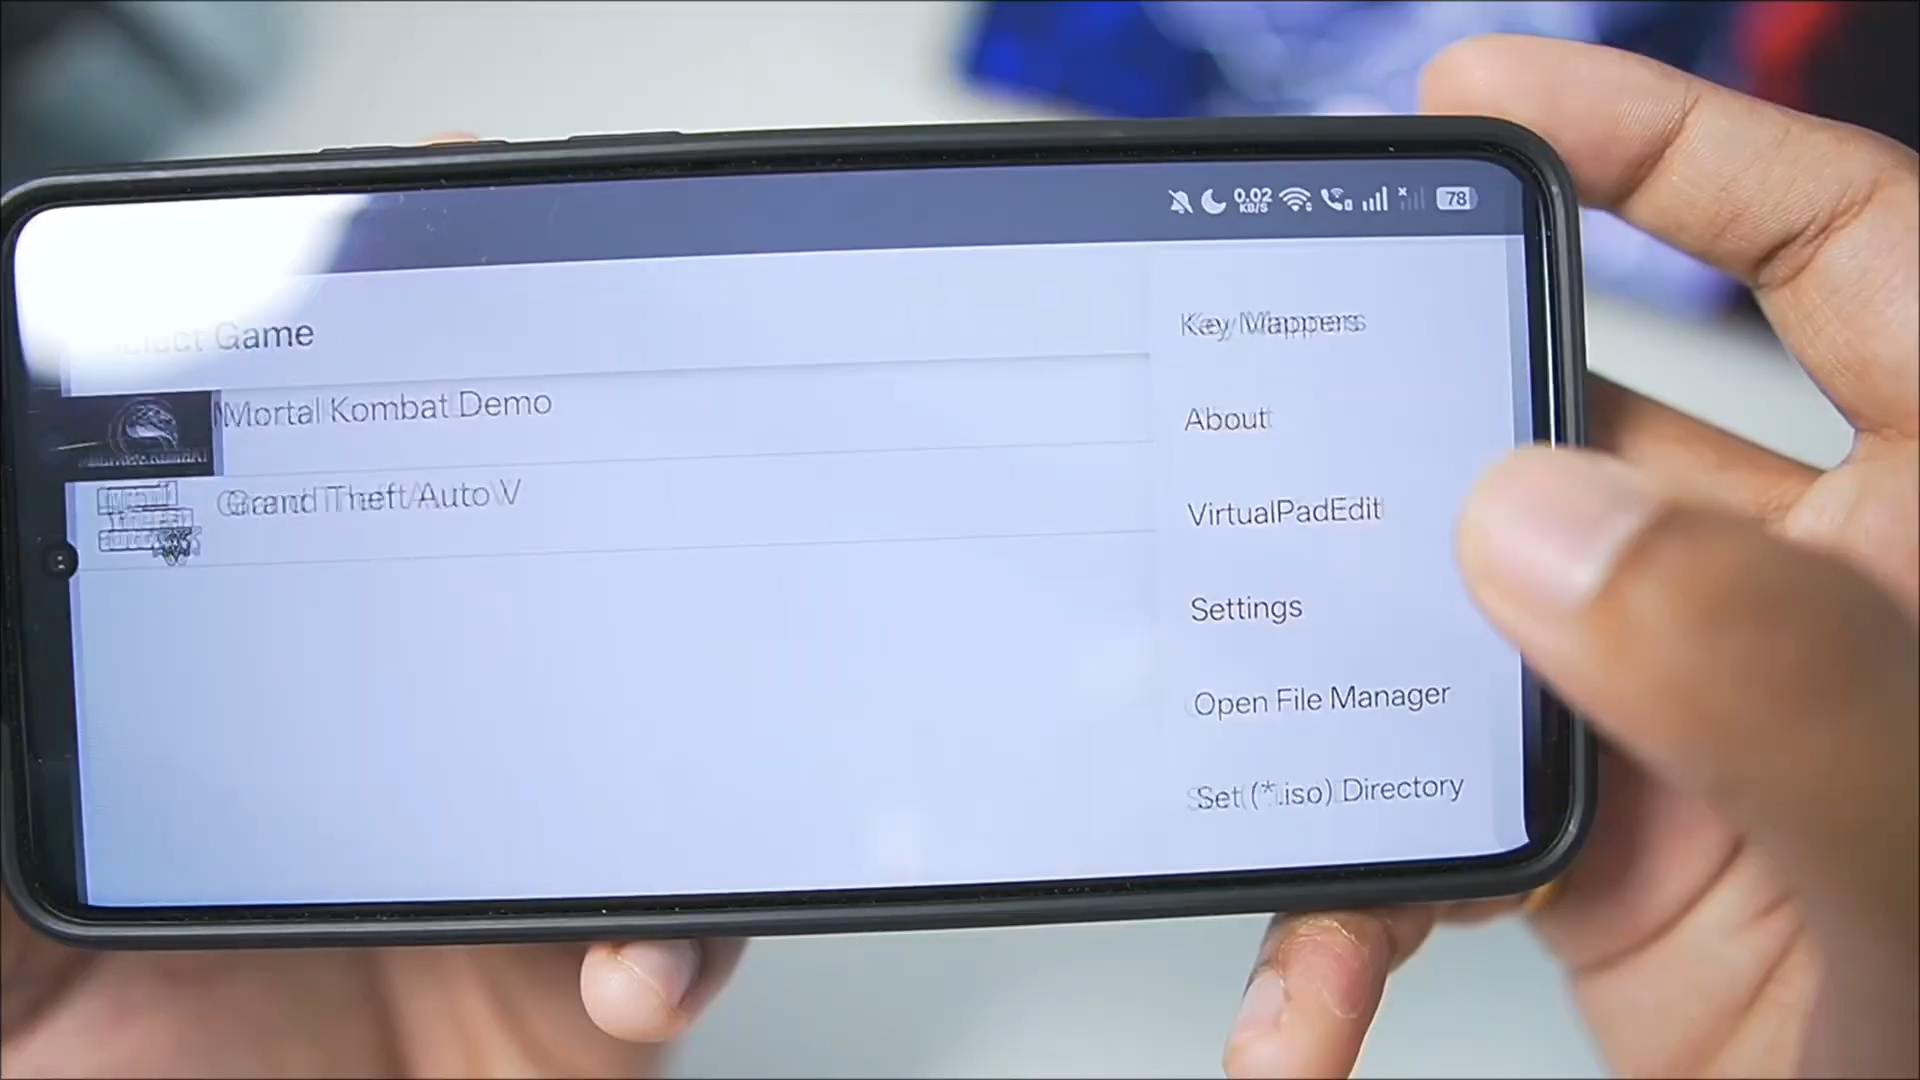 0.02
KB/S
78
Select Game
Mortal Kombat Demo
Grand Theft Auto V
Key Mappers
About
VirtualPadEdit
Settings
Open File Manager
Set (*.iso) Directory